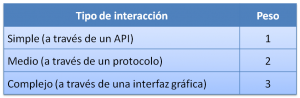 Tipo de interacción Peso
Simple (a través de un API) 1
Medio (a través de un protocolo) 2
Complejo (a través de una interfaz gráfica) 3